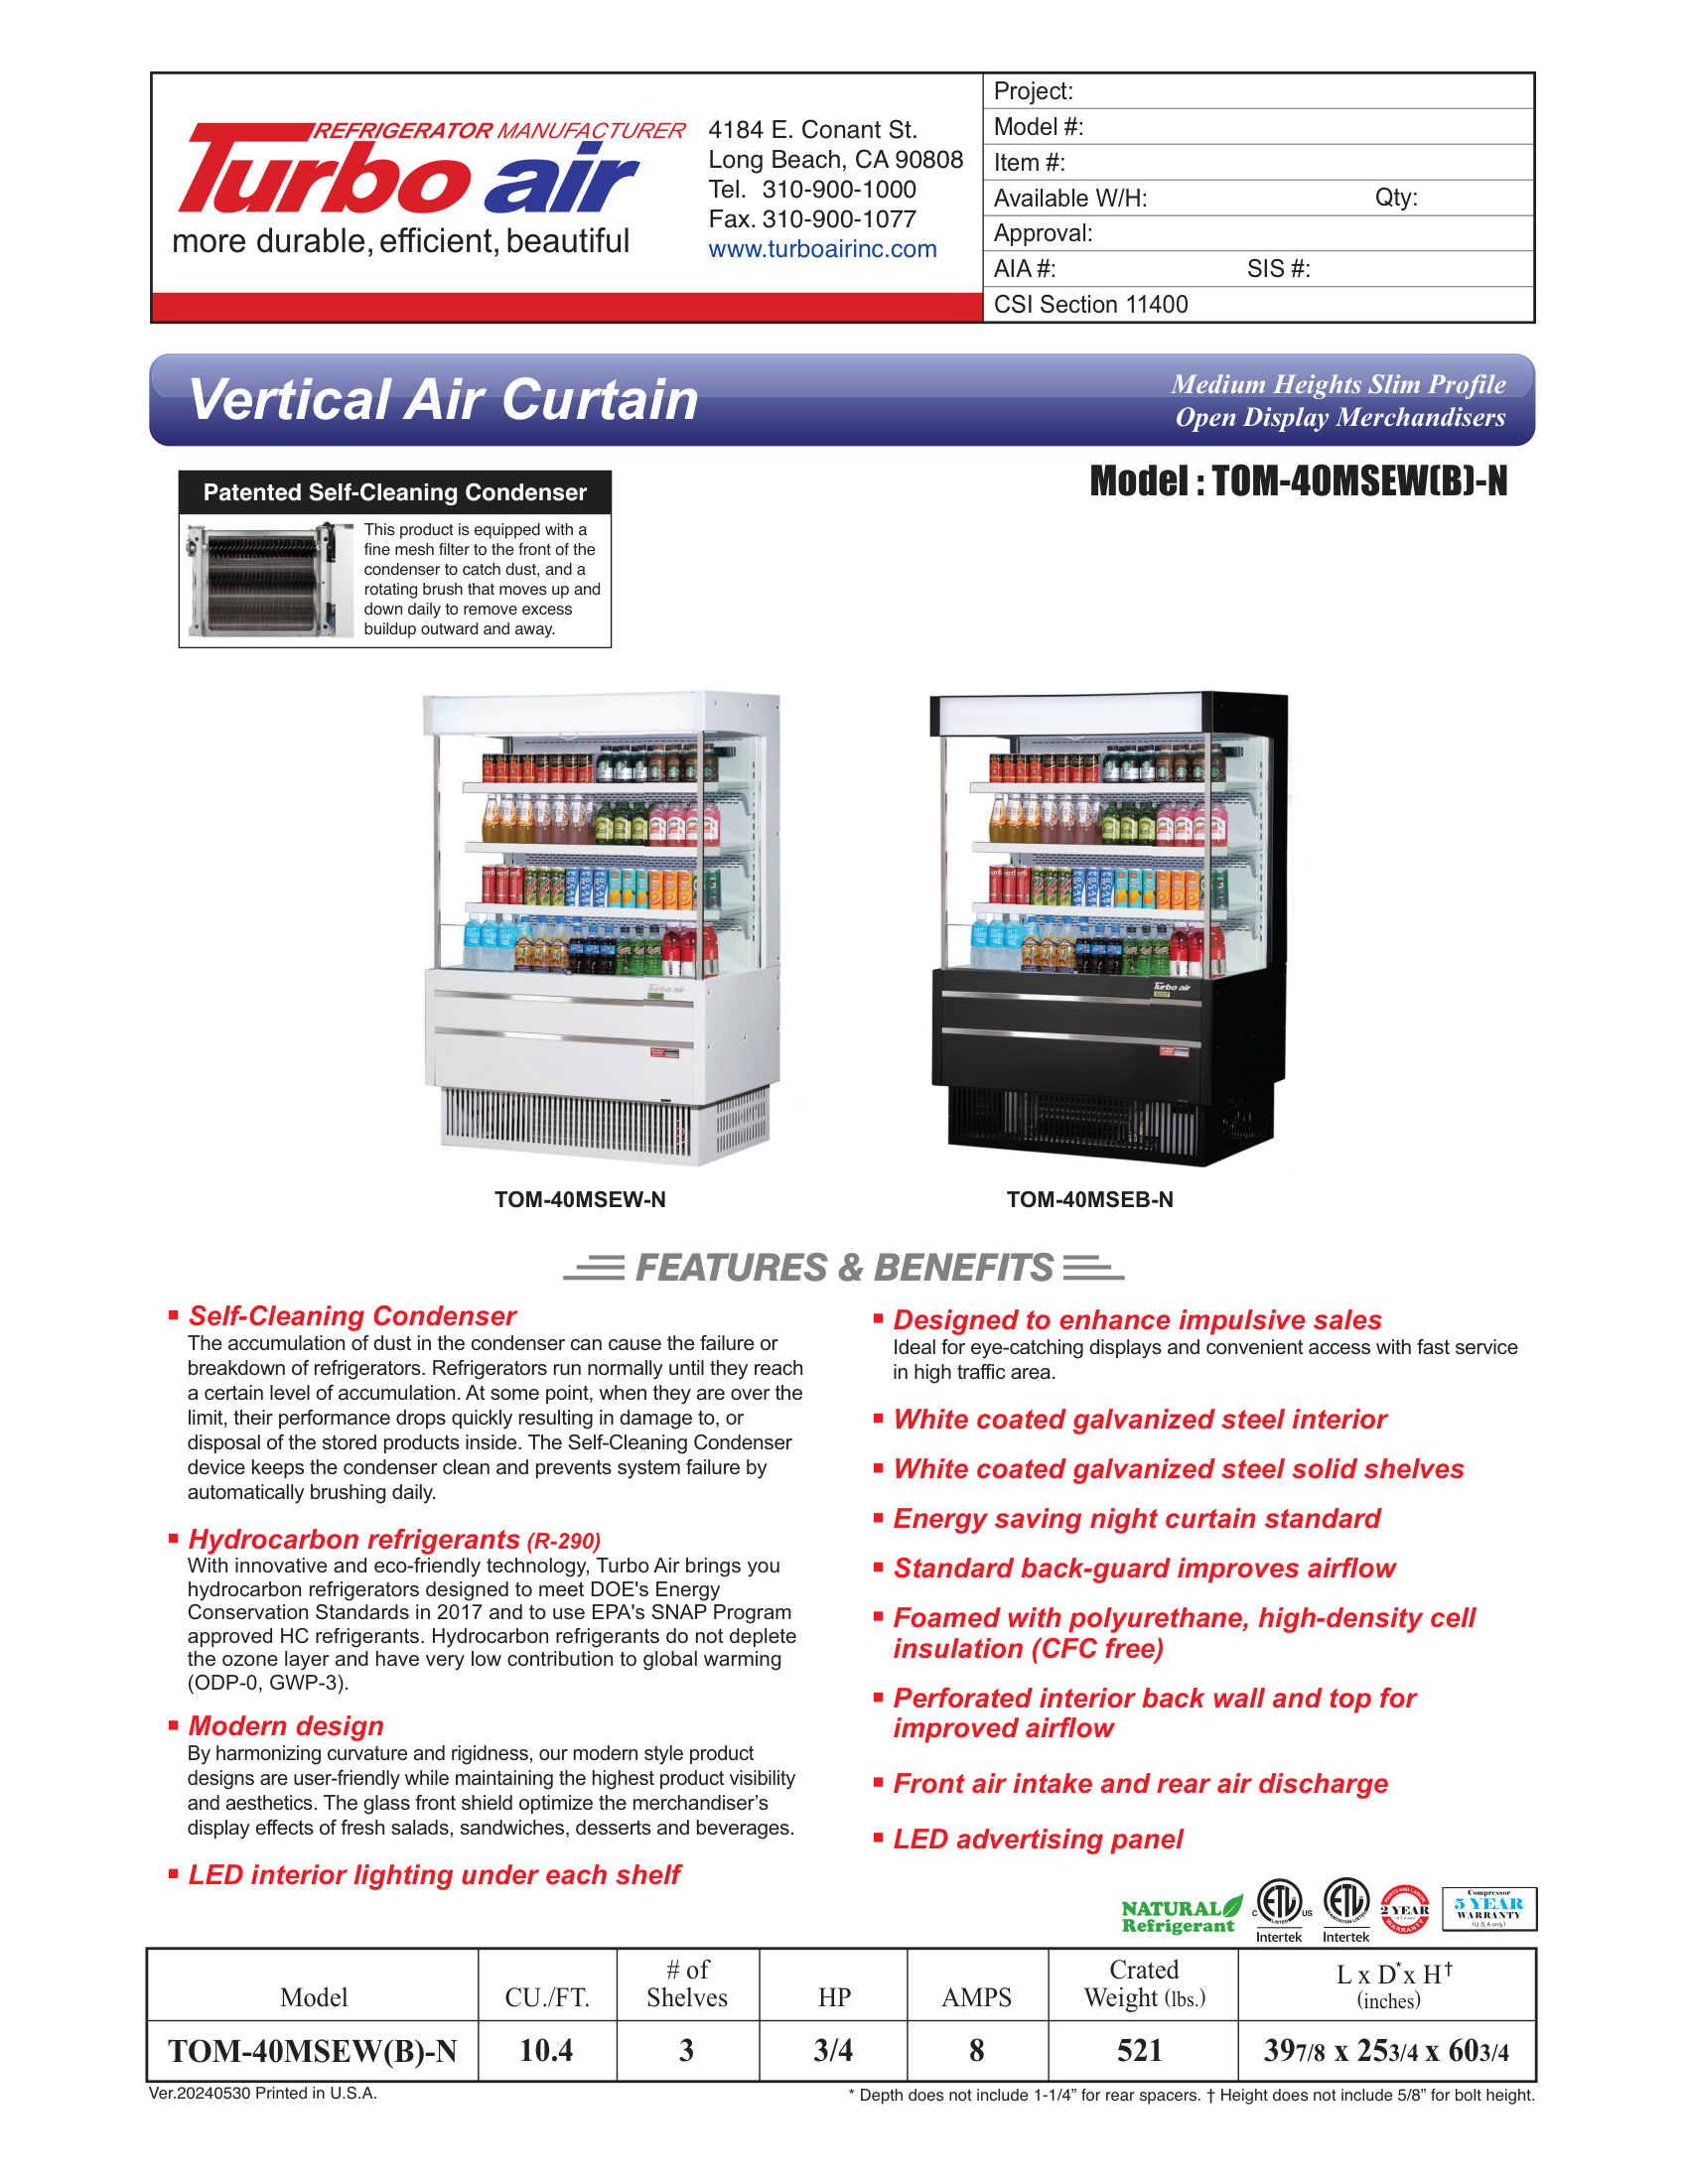 REFRIGERATOR MANUFACTURER
Turbo air
more durable, efficient, beautiful
4184 E. Conant St.
Long Beach, CA 90808
Tel. 310-900-1000
Fax. 310-900-1077
www.turboairinc.com
Project:
Model #:
Item #:
Available W/H: Qty:
Approval:
AIA #: SIS #:
CSI Section 11400
Vertical Air Curtain
Medium Heights Slim Profile
Open Display Merchandisers
Model : TOM-40MSEW(B)-N
Patented Self-Cleaning Condenser
This product is equipped with a
fine mesh filter to the front of the
condenser to catch dust, and a
rotating brush that moves up and
down daily to remove excess
buildup outward and away.
Turbo air
Turbo air
TOM-40MSEW-N
TOM-40MSEB-N
FEATURES & BENEFITS
▪ Self-Cleaning Condenser
The accumulation of dust in the condenser can cause the failure or
breakdown of refrigerators. Refrigerators run normally until they reach
a certain level of accumulation. At some point, when they are over the
limit, their performance drops quickly resulting in damage to, or
disposal of the stored products inside. The Self-Cleaning Condenser
device keeps the condenser clean and prevents system failure by
automatically brushing daily.
▪ Hydrocarbon refrigerants (R-290)
With innovative and eco-friendly technology, Turbo Air brings you
hydrocarbon refrigerators designed to meet DOE's Energy
Conservation Standards in 2017 and to use EPA's SNAP Program
approved HC refrigerants. Hydrocarbon refrigerants do not deplete
the ozone layer and have very low contribution to global warming
(ODP-0, GWP-3).
▪ Modern design
By harmonizing curvature and rigidness, our modern style product
designs are user-friendly while maintaining the highest product visibility
and aesthetics. The glass front shield optimize the merchandiser's
display effects of fresh salads, sandwiches, desserts and beverages.
▪ LED interior lighting under each shelf
▪ Designed to enhance impulsive sales
Ideal for eye-catching displays and convenient access with fast service
in high traffic area.
▪ White coated galvanized steel interior
▪ White coated galvanized steel solid shelves
▪ Energy saving night curtain standard
▪ Standard back-guard improves airflow
▪ Foamed with polyurethane, high-density cell
insulation (CFC free)
▪ Perforated interior back wall and top for
improved airflow
▪ Front air intake and rear air discharge
▪ LED advertising panel
NATURAL
Refrigerant
C ETL US
LISTED
Intertek
ETL
Intertek
PARTS AND LABOR
2 YEAR
(U.S.A only)
WARRANTY
Compressor
5 YEAR
WARRANTY
(U.S.A only)
Model CU./FT. # of Shelves HP AMPS Crated Weight (lbs.) L x D* x H† (inches)
TOM-40MSEW(B)-N 10.4 3 3/4 8 521 397/8 x 253/4 x 603/4
Ver.20240530 Printed in U.S.A.
* Depth does not include 1-1/4” for rear spacers. † Height does not include 5/8” for bolt height.